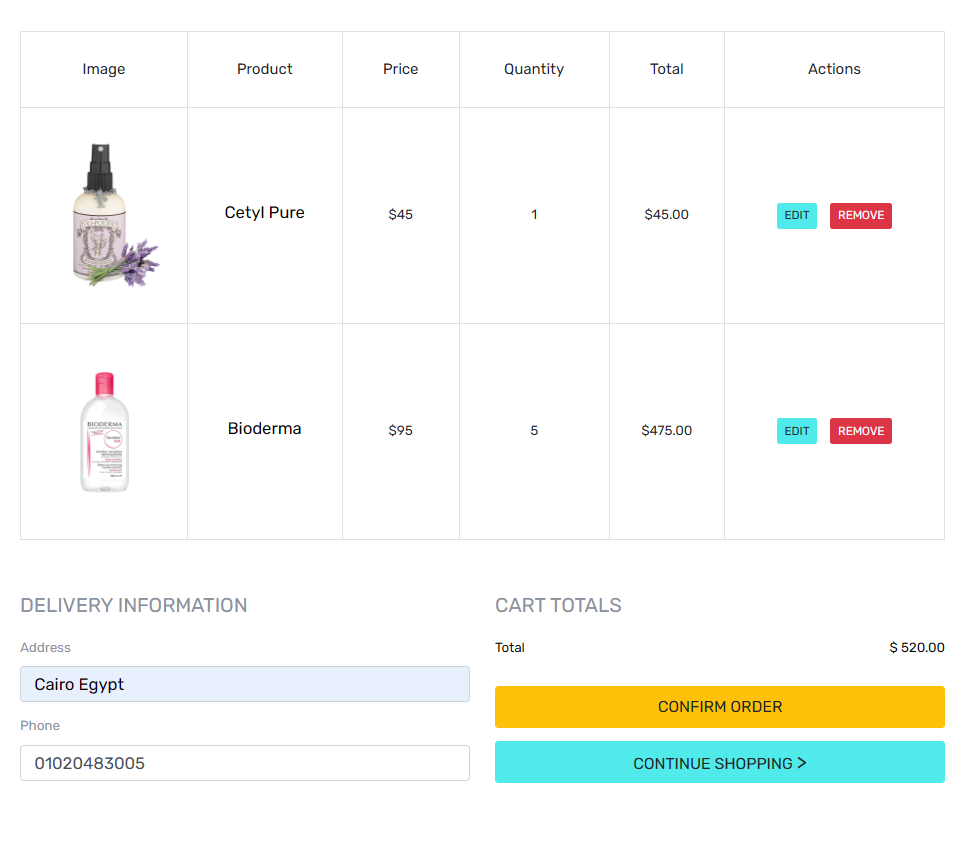 Image Product Price Quantity Total Actions
Cetyl Pure $45 1 $45.00 EDIT REMOVE
BIODERMA
Bioderma $95 5 $475.00 EDIT REMOVE
DELIVERY INFORMATION
Address
Cairo Egypt
Phone
01020483005
CART TOTALS
Total $ 520.00
CONFIRM ORDER
CONTINUE SHOPPING >